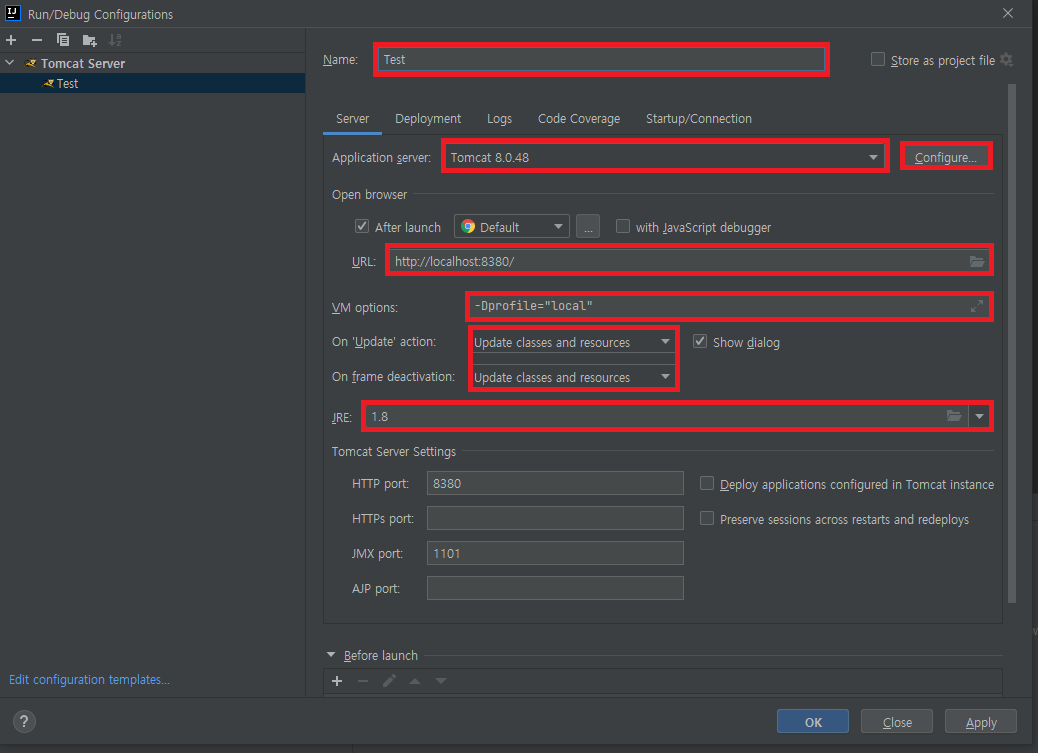 Run/Debug Configurations
Tomcat Server
Test
Name: Test
Store as project file
Server Deployment Logs Code Coverage Startup/Connection
Application server: Tomcat 8.0.48 Configure...
Open browser
After launch Default ... with JavaScript debugger
URL: http://localhost:8380/
VM options: -Dprofile="local"
On 'Update' action: Update classes and resources Show dialog
On frame deactivation: Update classes and resources
JRE: 1.8
Tomcat Server Settings
HTTP port: 8380 Deploy applications configured in Tomcat instance
HTTPs port: Preserve sessions across restarts and redeploys
JMX port: 1101
AJP port:
Before launch
Edit configuration templates...
? OK Close Apply